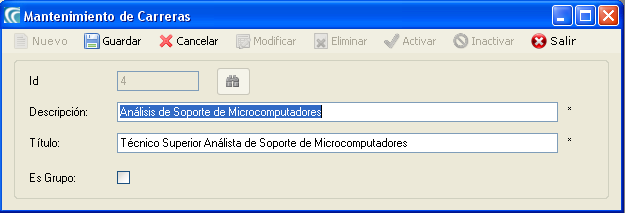 Mantenimiento de Carreras
Nuevo Guardar Cancelar Modificar Eliminar Activar Inactivar Salir
Id 4
Descripción: Análisis de Soporte de Microcomputadores *
Título: Técnico Superior Análista de Soporte de Microcomputadores *
Es Grupo: